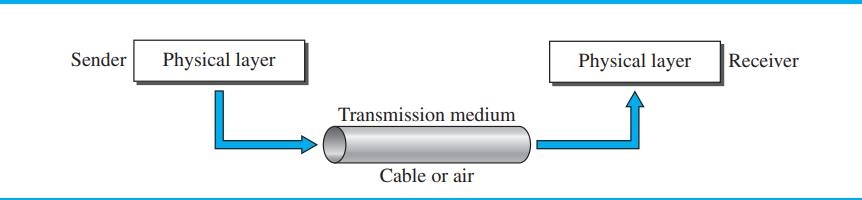 Sender
Physical layer
Physical layer
Receiver
Transmission medium
Cable or air